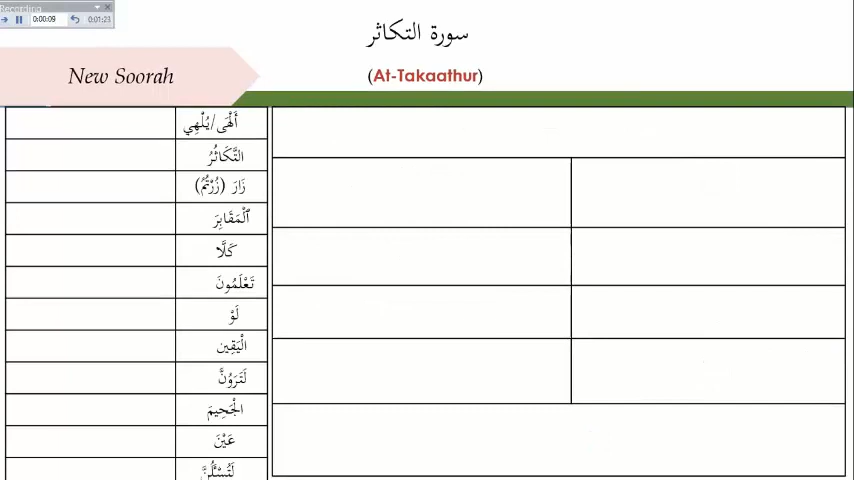 Recording
0:00:09 0:01:23
سورة التكاثر
New Soorah
(At-Takaathur)
أَلْهَى/يُلْهِي
التَّكَاثُرُ
زَارَ (زُرْتُمُ)
ٱلْمَقَابِرَ
كَلَّا
تَعْلَمُونَ
لَوْ
الْيَقِين
لَتَرَوُنَّ
الْجَحِيمَ
عَيْنَ
لَتُسْئَلُنَّ